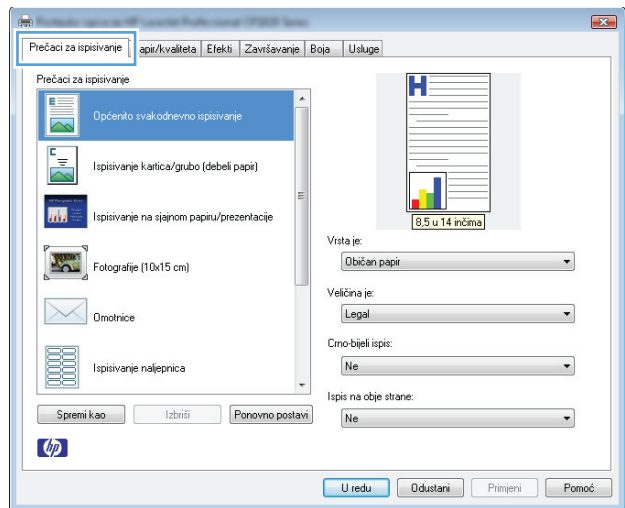 Prečaci za ispisivanje
apir/kvaliteta
Efekti
Završavanje
Boja
Usluge
Prečaci za ispisivanje
Općenito svakodnevno ispisivanje
Ispisivanje kartica/grubo (debeli papir)
Ispisivanje na sjajnom papiru/prezentacije
Fotografije (10x15 cm)
Omotnice
Ispisivanje naljepnica
Spremi kao
Izbriši
Ponovno postavi
8,5 u 14 inčima
Vrsta je:
Običan papir
Veličina je:
Legal
Crno-bijeli ispis:
Ne
Ispis na obje strane:
Ne
hp
U redu
Odustani
Primjeni
Pomoć